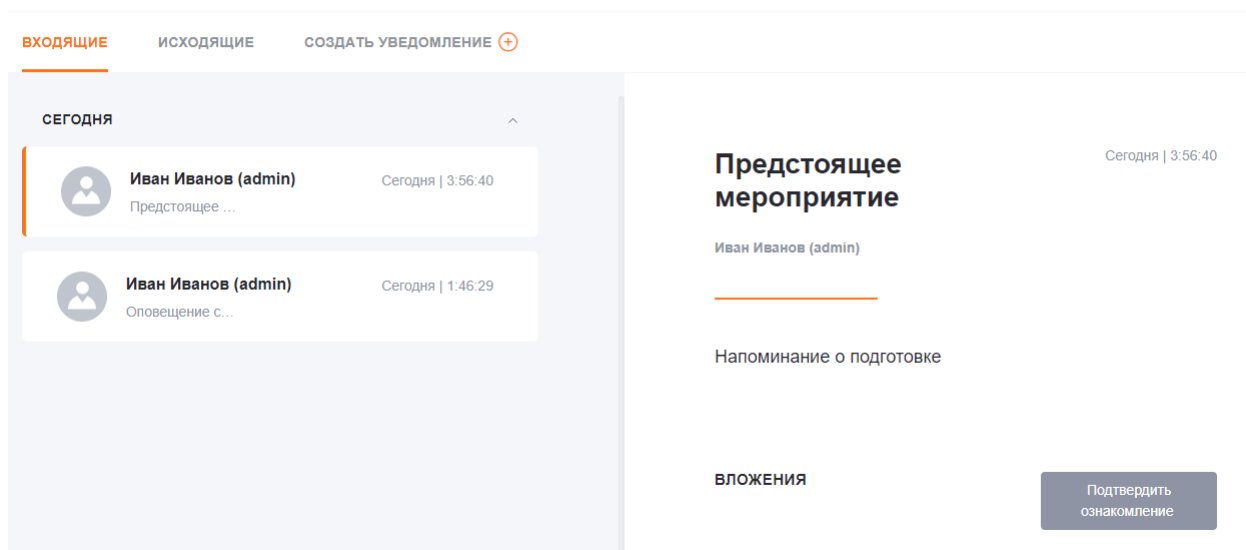 ВХОДЯЩИЕ ИСХОДЯЩИЕ СОЗДАТЬ УВЕДОМЛЕНИЕ
СЕГОДНЯ
Иван Иванов (admin) Сегодня | 3:56:40
Предстоящее ...
Иван Иванов (admin) Сегодня | 1:46:29
Оповещение с...
Предстоящее
мероприятие
Сегодня | 3:56:40
Иван Иванов (admin)
Напоминание о подготовке
ВЛОЖЕНИЯ
Подтвердить
ознакомление